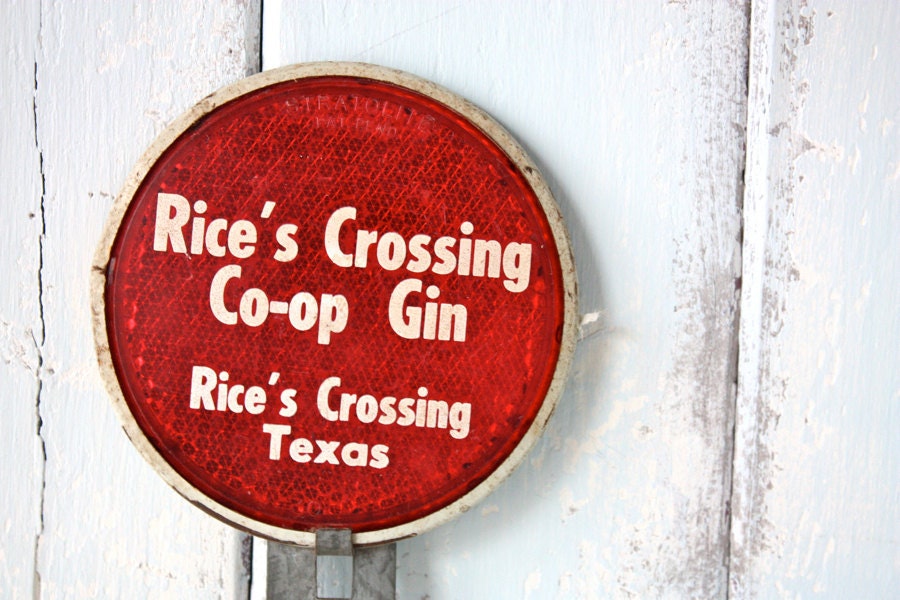 STRATOLITE
Rice's Crossing
Co-op Gin
Rice's Crossing
Texas